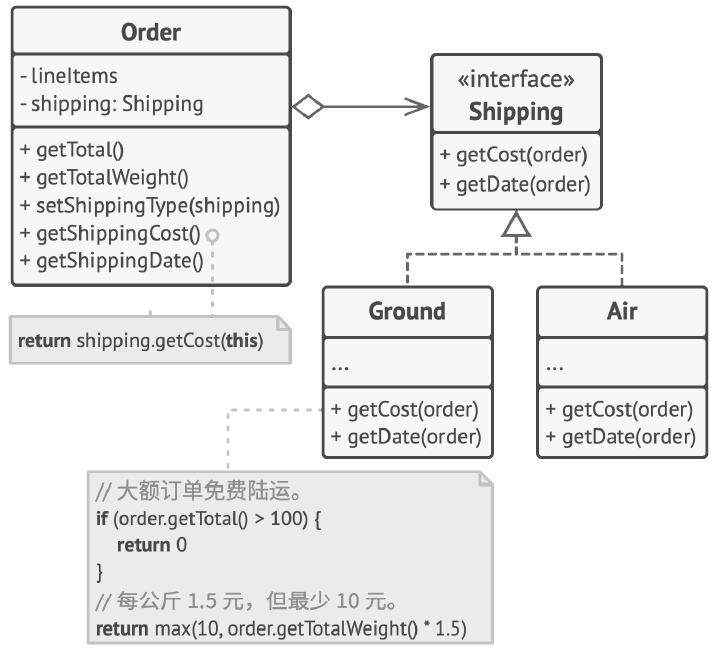 Order
- lineItems
- shipping: Shipping
+ getTotal()
+ getTotalWeight()
+ setShippingType(shipping)
+ getShippingCost()
+ getShippingDate()
return shipping.getCost(this)
«interface»
Shipping
+ getCost(order)
+ getDate(order)
Ground
...
+ getCost(order)
+ getDate(order)
Air
...
+ getCost(order)
+ getDate(order)
// 大额订单免费陆运。
if (order.getTotal() > 100) {
return 0
}
// 每公斤 1.5 元，但最少 10 元。
return max(10, order.getTotalWeight() * 1.5)